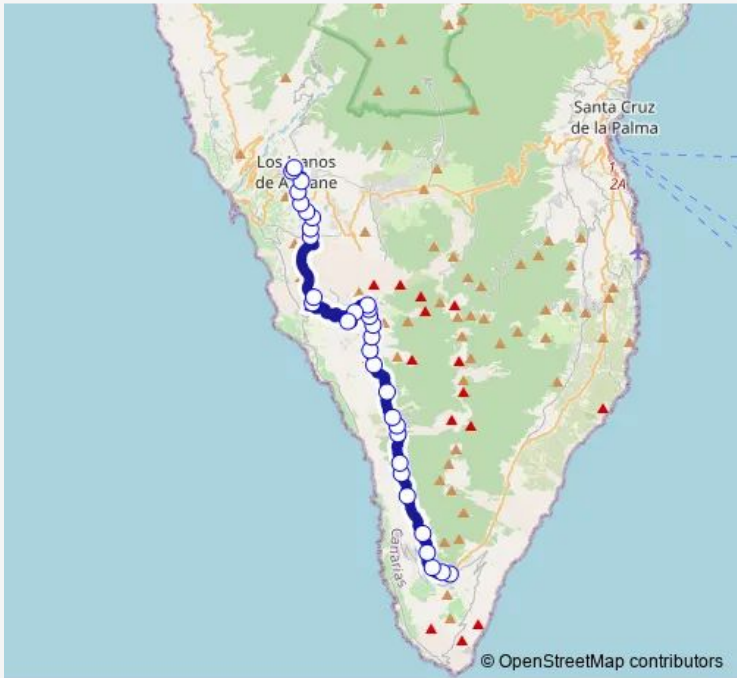 Santa Cruz
de la Palma
Los Llanos
de Aridane
1
2A
Canarias
© OpenStreetMap contributors